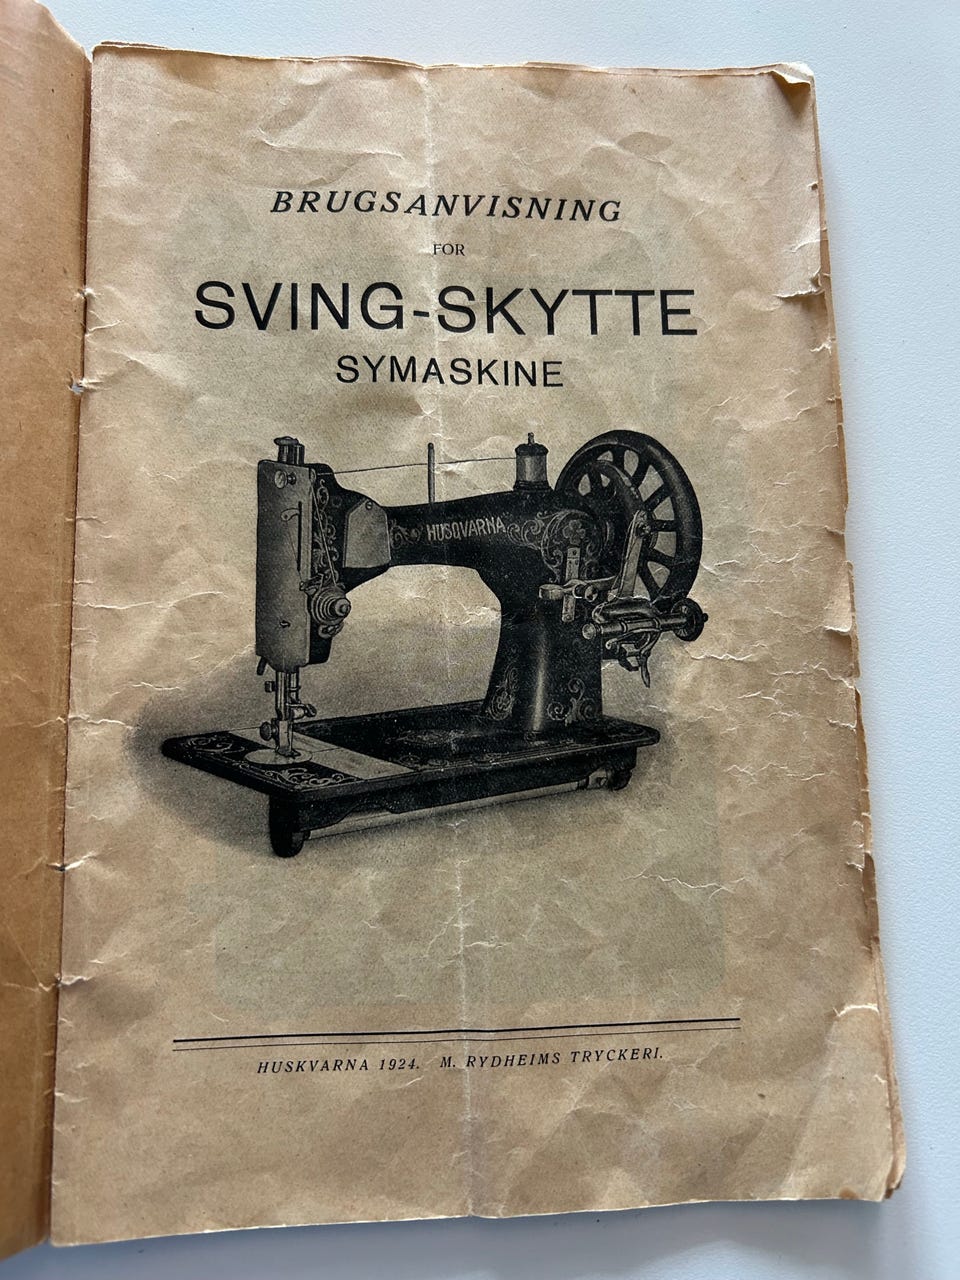 BRUGSANVISNING
FOR
SVING-SKYTTE
SYMASKINE
HUSQVARNA
HUSKVARNA 1924. M. RYDHEIMS TRYCKERI.